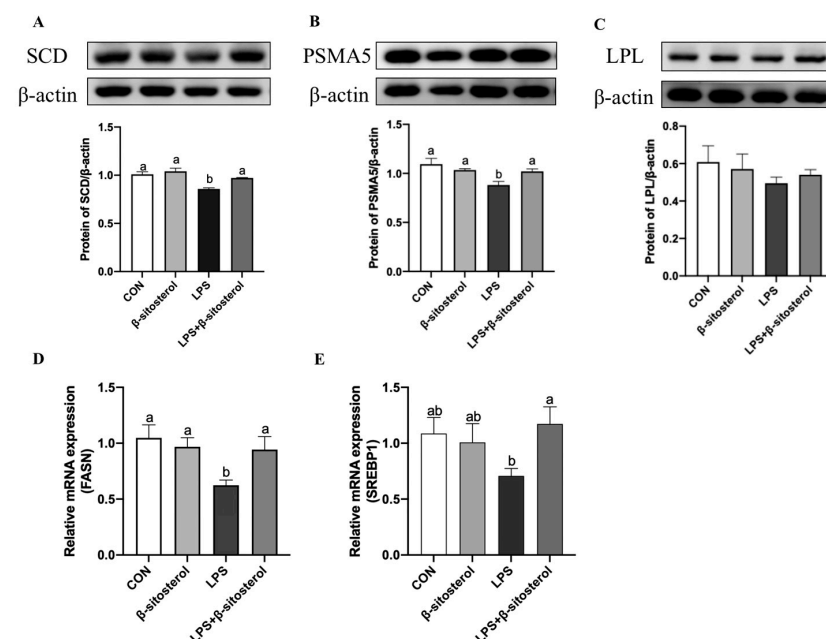 A
SCD
β-actin
Protein of SCD/β-actin
1.5
1.0
0.5
0.0
a
a
b
a
CON
β-sitosterol
LPS
LPS+β-sitosterol
B
PSMA5
β-actin
Protein of PSMA5/β-actin
1.5
1.0
0.5
0.0
a
a
b
a
CON
β-sitosterol
LPS
LPS+β-sitosterol
C
LPL
β-actin
Protein of LPL/β-actin
0.8
0.6
0.4
0.2
0.0
CON
β-sitosterol
LPS
LPS+β-sitosterol
D
Relative mRNA expression
(FASN)
1.5
1.0
0.5
0.0
a
a
b
a
CON
β-sitosterol
LPS
LPS+β-sitosterol
E
Relative mRNA expression
(SREBP1)
1.5
1.0
0.5
0.0
ab
ab
b
a
CON
β-sitosterol
LPS
LPS+β-sitosterol